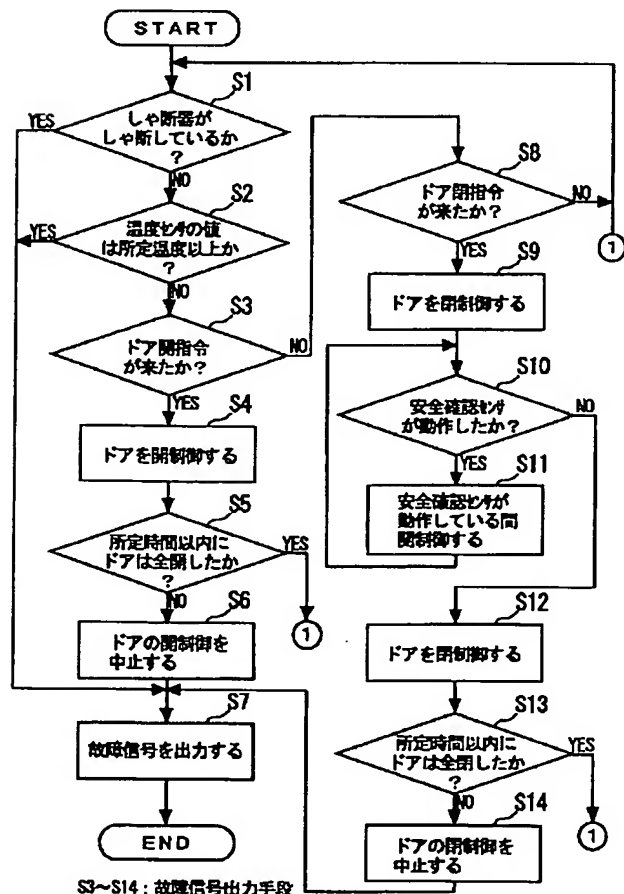 START
S1
しゃ断器が
しゃ断しているか
?
YES
NO
S2
温度センサの値
は所定温度以上か
?
YES
NO
S3
ドア開指令
が来たか?
NO
YES
S4
ドアを開制御する
S5
所定時間以内に
ドアは全開したか
?
YES
NO
1
S6
ドアの開制御を
中止する
S7
故障信号を出力する
END
S8
ドア閉指令
が来たか?
NO
YES
1
S9
ドアを閉制御する
S10
安全確認センサ
が動作したか?
NO
YES
S11
安全確認センサが
動作している間
開制御する
S12
ドアを閉制御する
S13
所定時間以内に
ドアは全閉したか
?
YES
NO
1
S14
ドアの閉制御を
中止する
S3~S14:故障信号出力手段